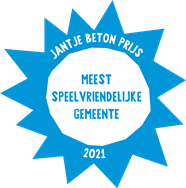 JANTJE BETON PRIJS
MEEST
SPEELVRIENDELIJKE
GEMEENTE
2021